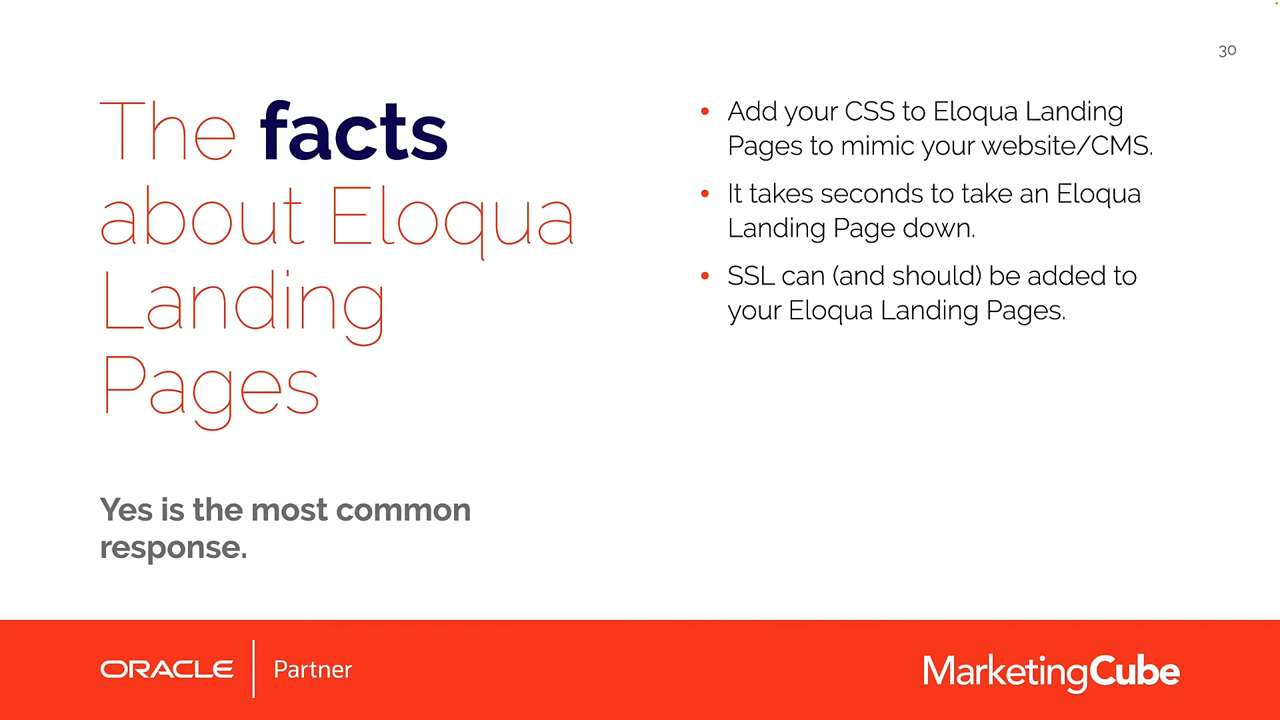 30
The facts
about Eloqua
Landing
Pages
Yes is the most common
response.
• Add your CSS to Eloqua Landing
Pages to mimic your website/CMS.
• It takes seconds to take an Eloqua
Landing Page down.
• SSL can (and should) be added to
your Eloqua Landing Pages.
ORACLE | Partner
MarketingCube